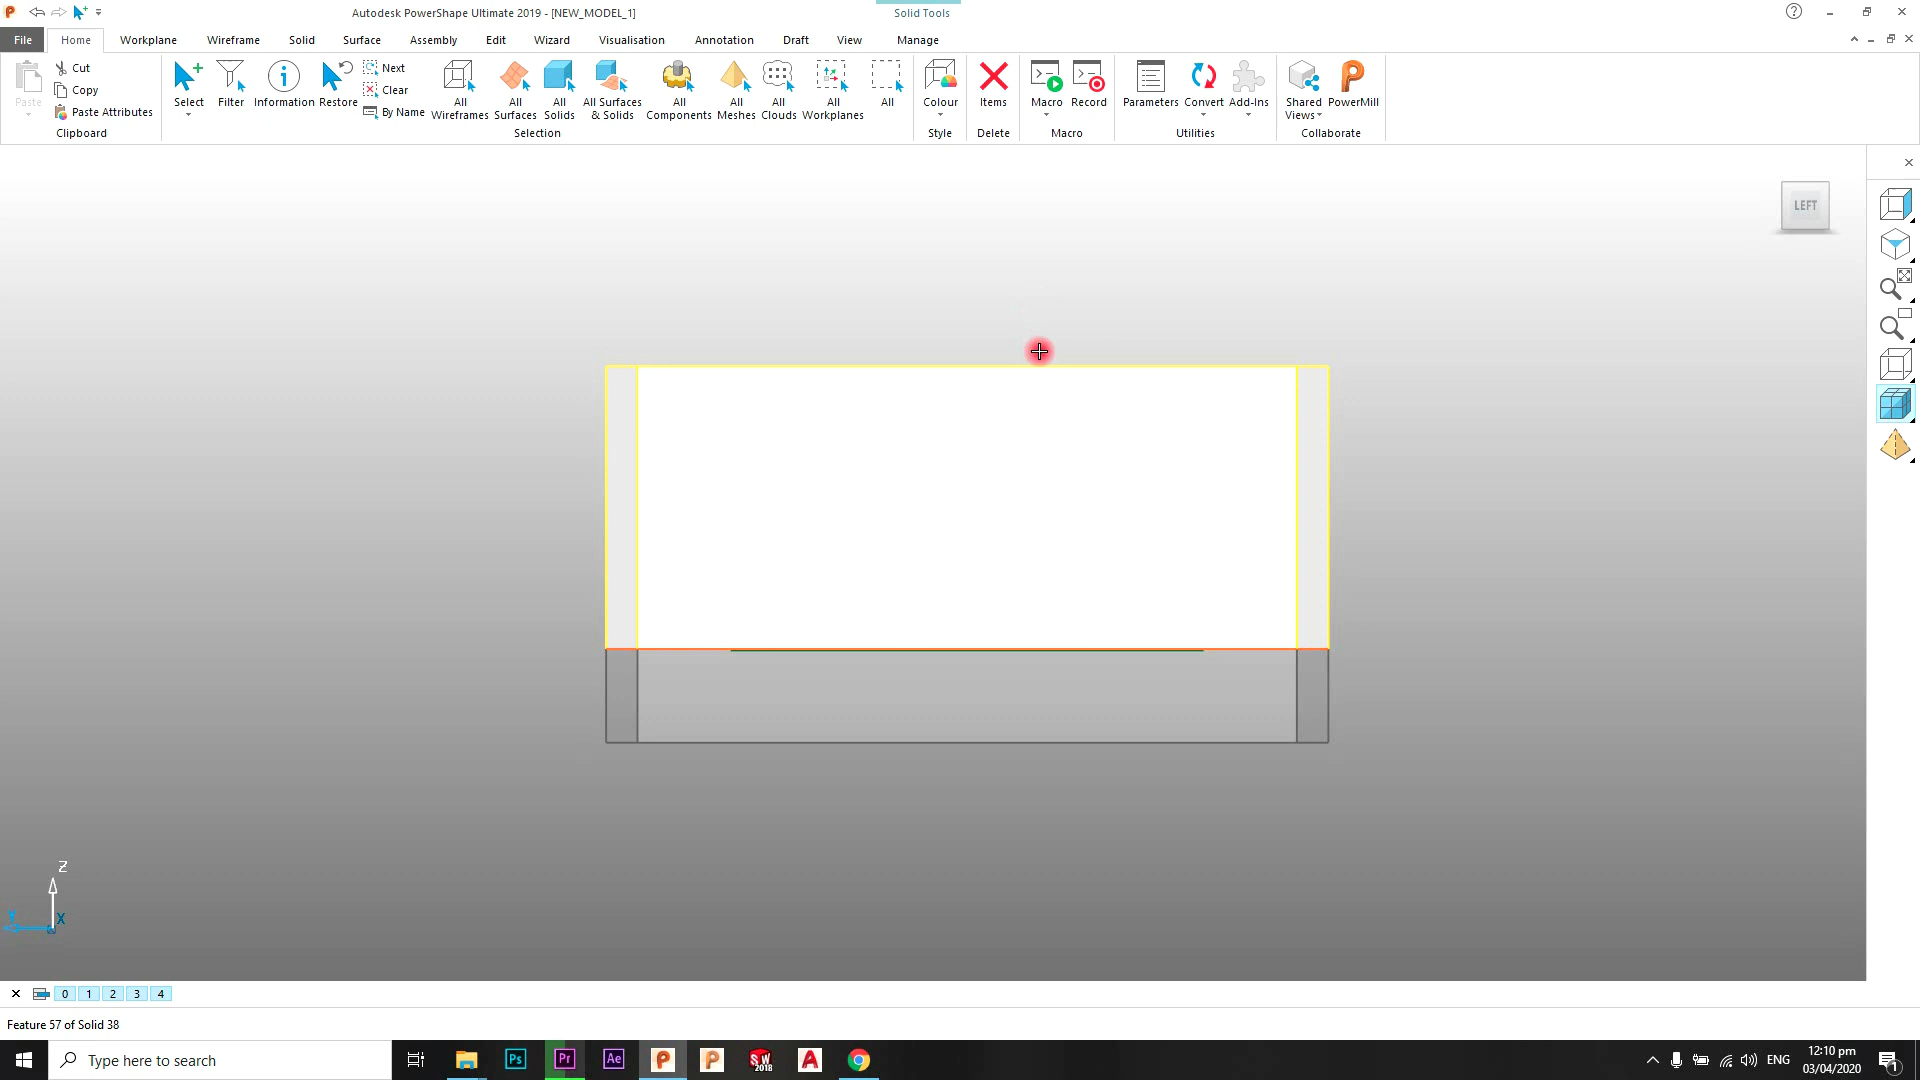 Autodesk PowerShape Ultimate 2019 - [NEW_MODEL_1]
Solid Tools
File Home Workplane Wireframe Solid Surface Assembly Edit Wizard Visualisation Annotation Draft View Manage
Paste
Cut
Copy
Paste Attributes
Clipboard
Select
Filter
Information
Restore
Next
Clear
By Name
All Wireframes
All Surfaces
All Solids
All Surfaces & Solids
All Components
All Meshes
All Clouds
All Workplanes
All
Selection
Colour
Style
Items
Delete
Macro
Record
Macro
Parameters
Convert
Add-Ins
Utilities
Shared Views
PowerMill
Collaborate
LEFT
Z
X
0 1 2 3 4
Feature 57 of Solid 38
Type here to search
Ps
Pr
Ae
SW 2018
ENG
12:10 pm
03/04/2020
1